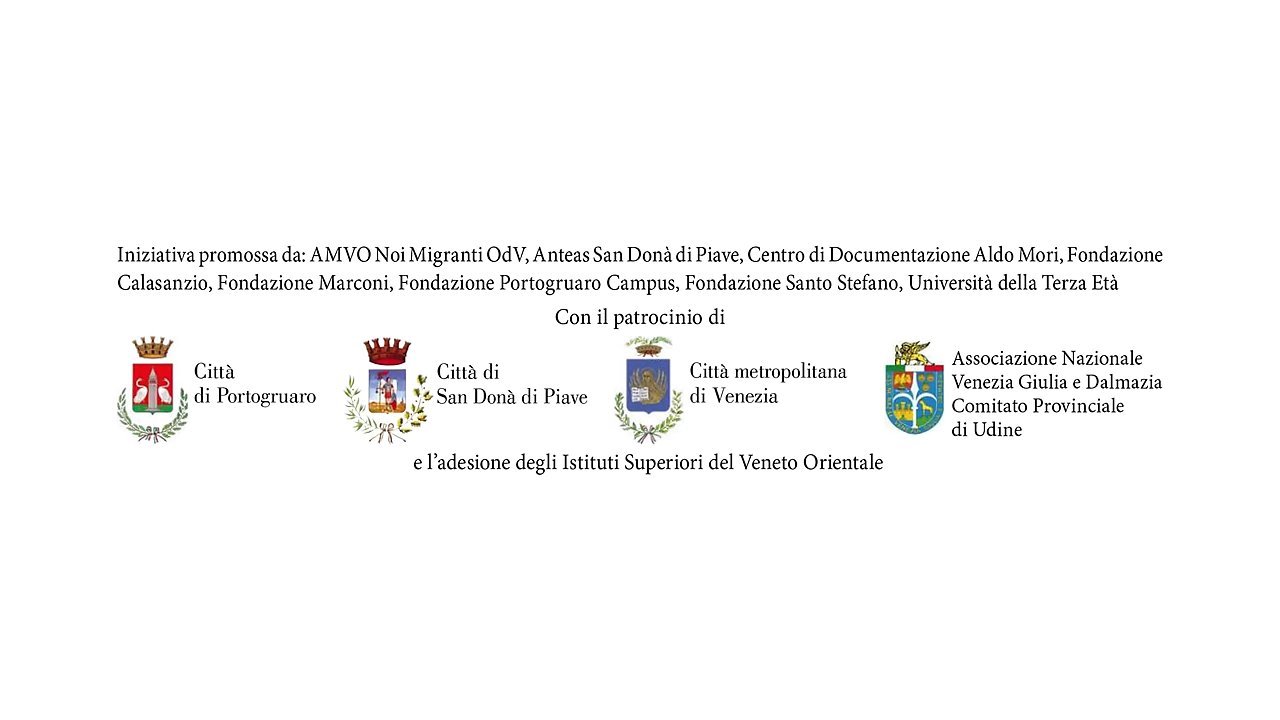 Iniziativa promossa da: AMVO Noi Migranti OdV, Anteas San Donà di Piave, Centro di Documentazione Aldo Mori, Fondazione
Calasanzio, Fondazione Marconi, Fondazione Portogruaro Campus, Fondazione Santo Stefano, Università della Terza Età
Con il patrocinio di
Città
di Portogruaro
Città di
San Donà di Piave
Città metropolitana
di Venezia
Associazione Nazionale
Venezia Giulia e Dalmazia
Comitato Provinciale
di Udine
e l’adesione degli Istituti Superiori del Veneto Orientale